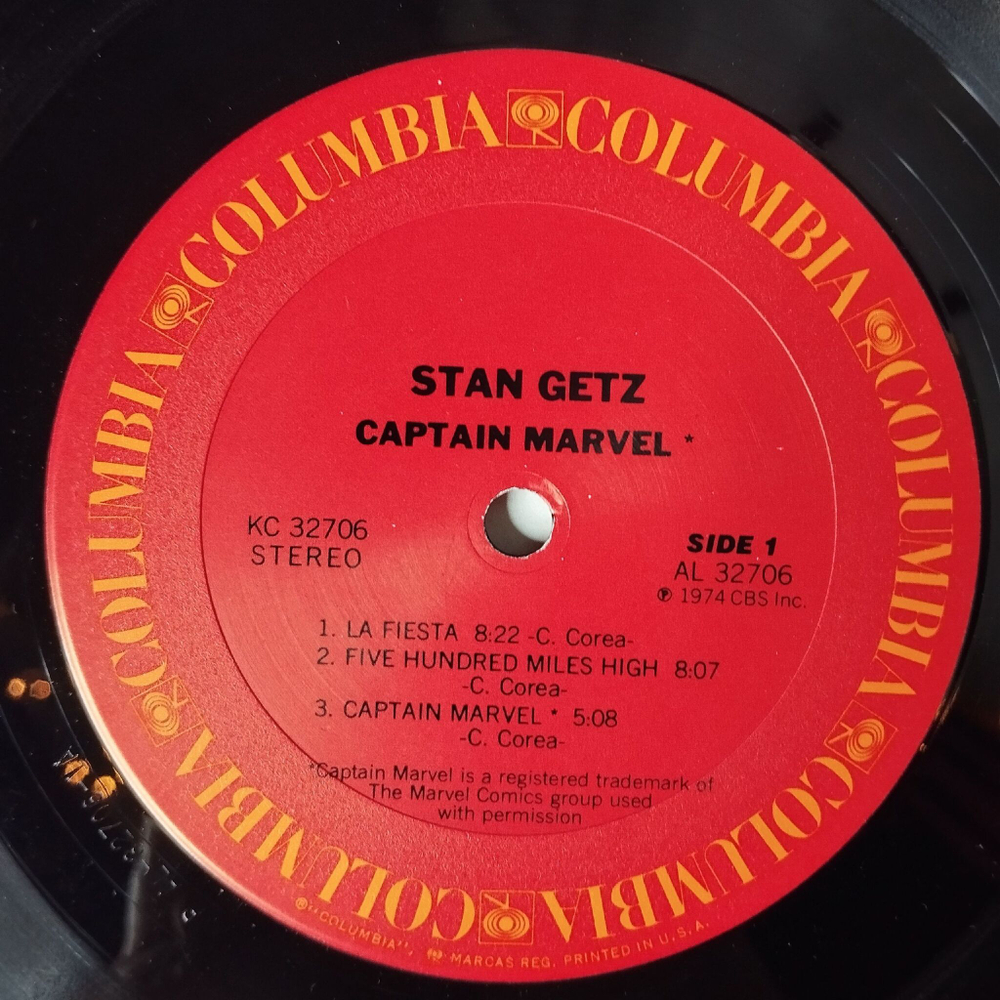 COLUMBIA COLUMBIA COLUMBIA COLUMBIA COLUMBIA COLUMBIA COLUMBIA
STAN GETZ
CAPTAIN MARVEL *
KC 32706
STEREO
SIDE 1
AL 32706
℗ 1974 CBS Inc.
1. LA FIESTA 8:22 -C. Corea-
2. FIVE HUNDRED MILES HIGH 8:07
-C. Corea-
3. CAPTAIN MARVEL * 5:08
-C. Corea-
*Captain Marvel is a registered trademark of
The Marvel Comics group used
with permission
®"COLUMBIA", MARCAS REG. PRINTED IN U.S.A.